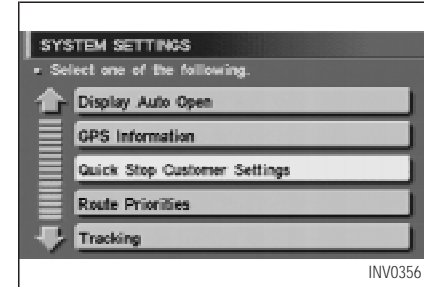 SYSTEM SETTINGS
Select one of the following.
Display Auto Open
GPS Information
Quick Stop Customer Settings
Route Priorities
Tracking
INV0356